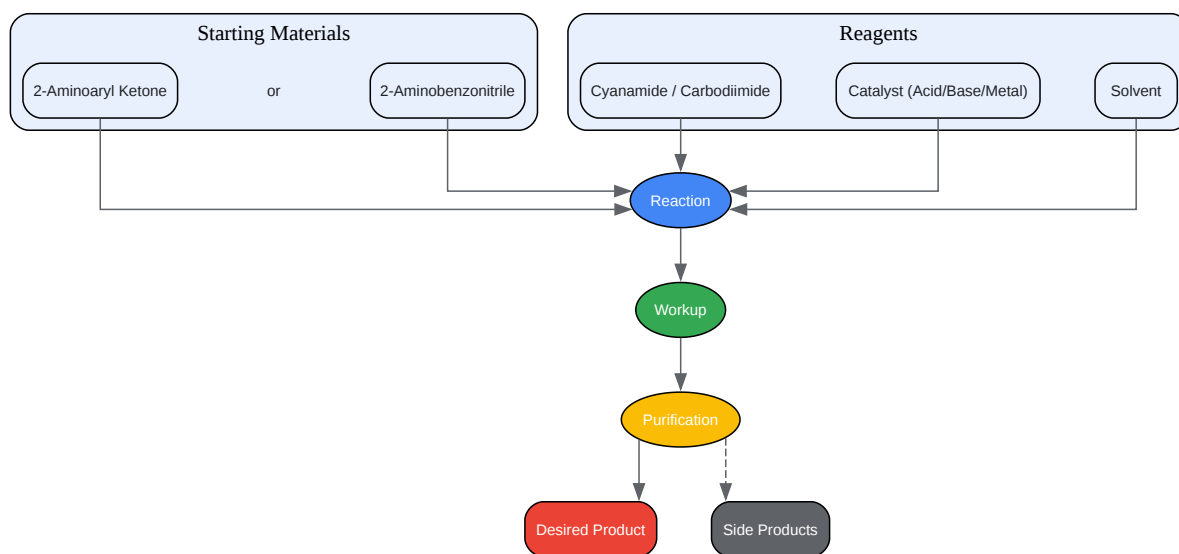 Starting Materials
Reagents
2-Aminoaryl Ketone
or
2-Aminobenzonitrile
Cyanamide / Carbodiimide
Catalyst (Acid/Base/Metal)
Solvent
Reaction
Workup
Purification
Desired Product
Side Products